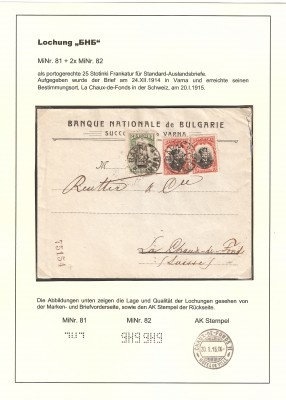 Lochung „БНБ"
MiNr. 81 + 2x MiNr. 82
als portogerechte 25 Stotinki Frankatur für Standard-Auslandsbriefe.
Aufgegeben wurde der Brief am 24.XII.1914 in Varna und erreichte seinen
Bestimmungsort, La Chaux-de-Fonds in der Schweiz, am 20.I.1915.
BANQUE NATIONALE de BULGARIE
SUCC VARNA
M.
Reutter & Cie
La Chaux-de-Fonds
(Suisse)
75154
Die Abbildungen unten zeigen die Lage und Qualität der Lochungen gesehen von
der Marken- und Briefvorderseite, sowie den AK Stempel der Rückseite.
MiNr. 81 MiNr. 82 AK Stempel